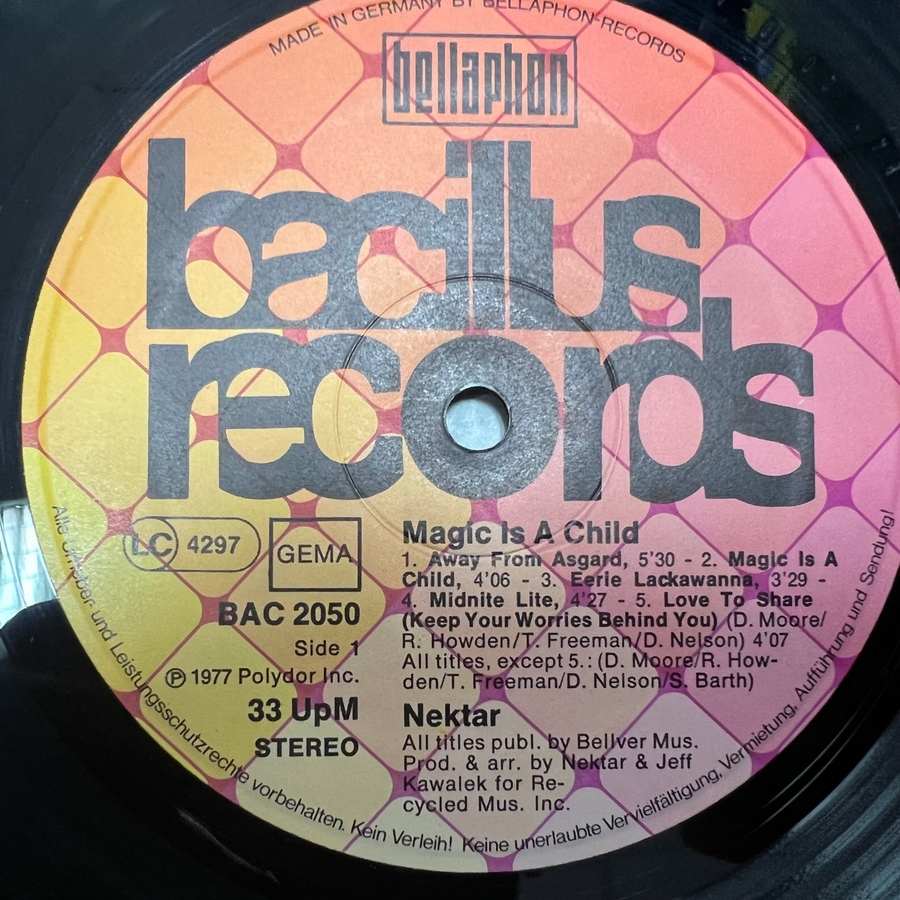 MADE IN GERMANY BY BELLAPHON-RECORDS
bellaphon
bacillus
records
LC 4297
GEMA
BAC 2050
Side 1
Ⓟ 1977 Polydor Inc.
33 UpM
STEREO
Magic Is A Child
1. Away From Asgard, 5'30 - 2. Magic Is A
Child, 4'06 - 3. Eerie Lackawanna, 3'29 -
4. Midnite Lite, 4'27 - 5. Love To Share
(Keep Your Worries Behind You) (D. Moore/
R. Howden/T. Freeman/D. Nelson) 4'07
All titles, except 5.: (D. Moore/R. How-
den/T. Freeman/D. Nelson/S. Barth)
Nektar
All titles publ. by Bellver Mus.
Prod. & arr. by Nektar & Jeff
Kawalek for Re-
cycled Mus. Inc.
Alle Urheber- und Leistungsschutzrechte vorbehalten. Kein Verleih! Keine unerlaubte Vervielfältigung, Vermietung, Aufführung und Sendung!